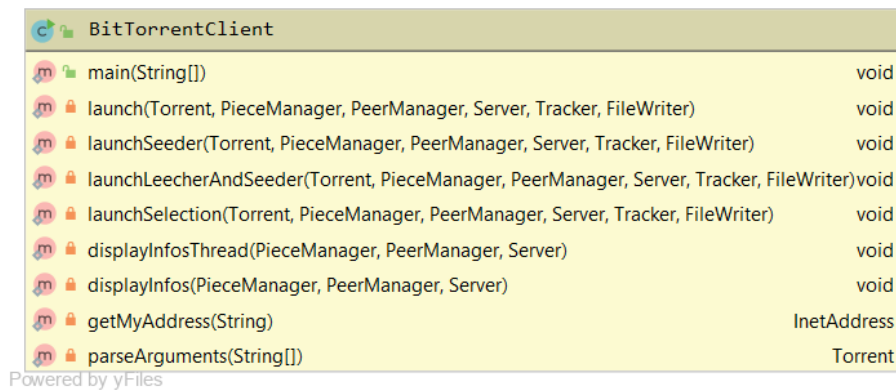 BitTorrentClient
main(String[]) void
launch(Torrent, PieceManager, PeerManager, Server, Tracker, FileWriter) void
launchSeeder(Torrent, PieceManager, PeerManager, Server, Tracker, FileWriter) void
launchLeecherAndSeeder(Torrent, PieceManager, PeerManager, Server, Tracker, FileWriter) void
launchSelection(Torrent, PieceManager, PeerManager, Server, Tracker, FileWriter) void
displayInfosThread(PieceManager, PeerManager, Server) void
displayInfos(PieceManager, PeerManager, Server) void
getMyAddress(String) InetAddress
parseArguments(String[]) Torrent
Powered by yFiles